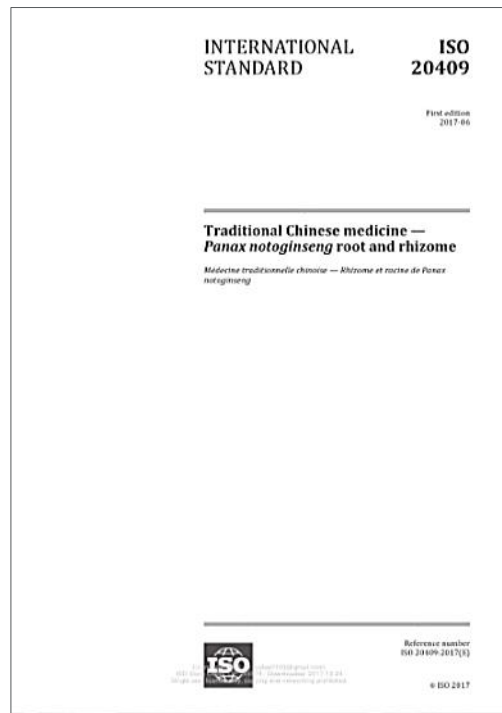 INTERNATIONAL
STANDARD
ISO
20409
First edition
2017-06
Traditional Chinese medicine —
Panax notoginseng root and rhizome
Médecine traditionnelle chinoise — Rhizome et racine de Panax
notoginseng
ISO
Reference number
ISO 20409:2017(E)
© ISO 2017